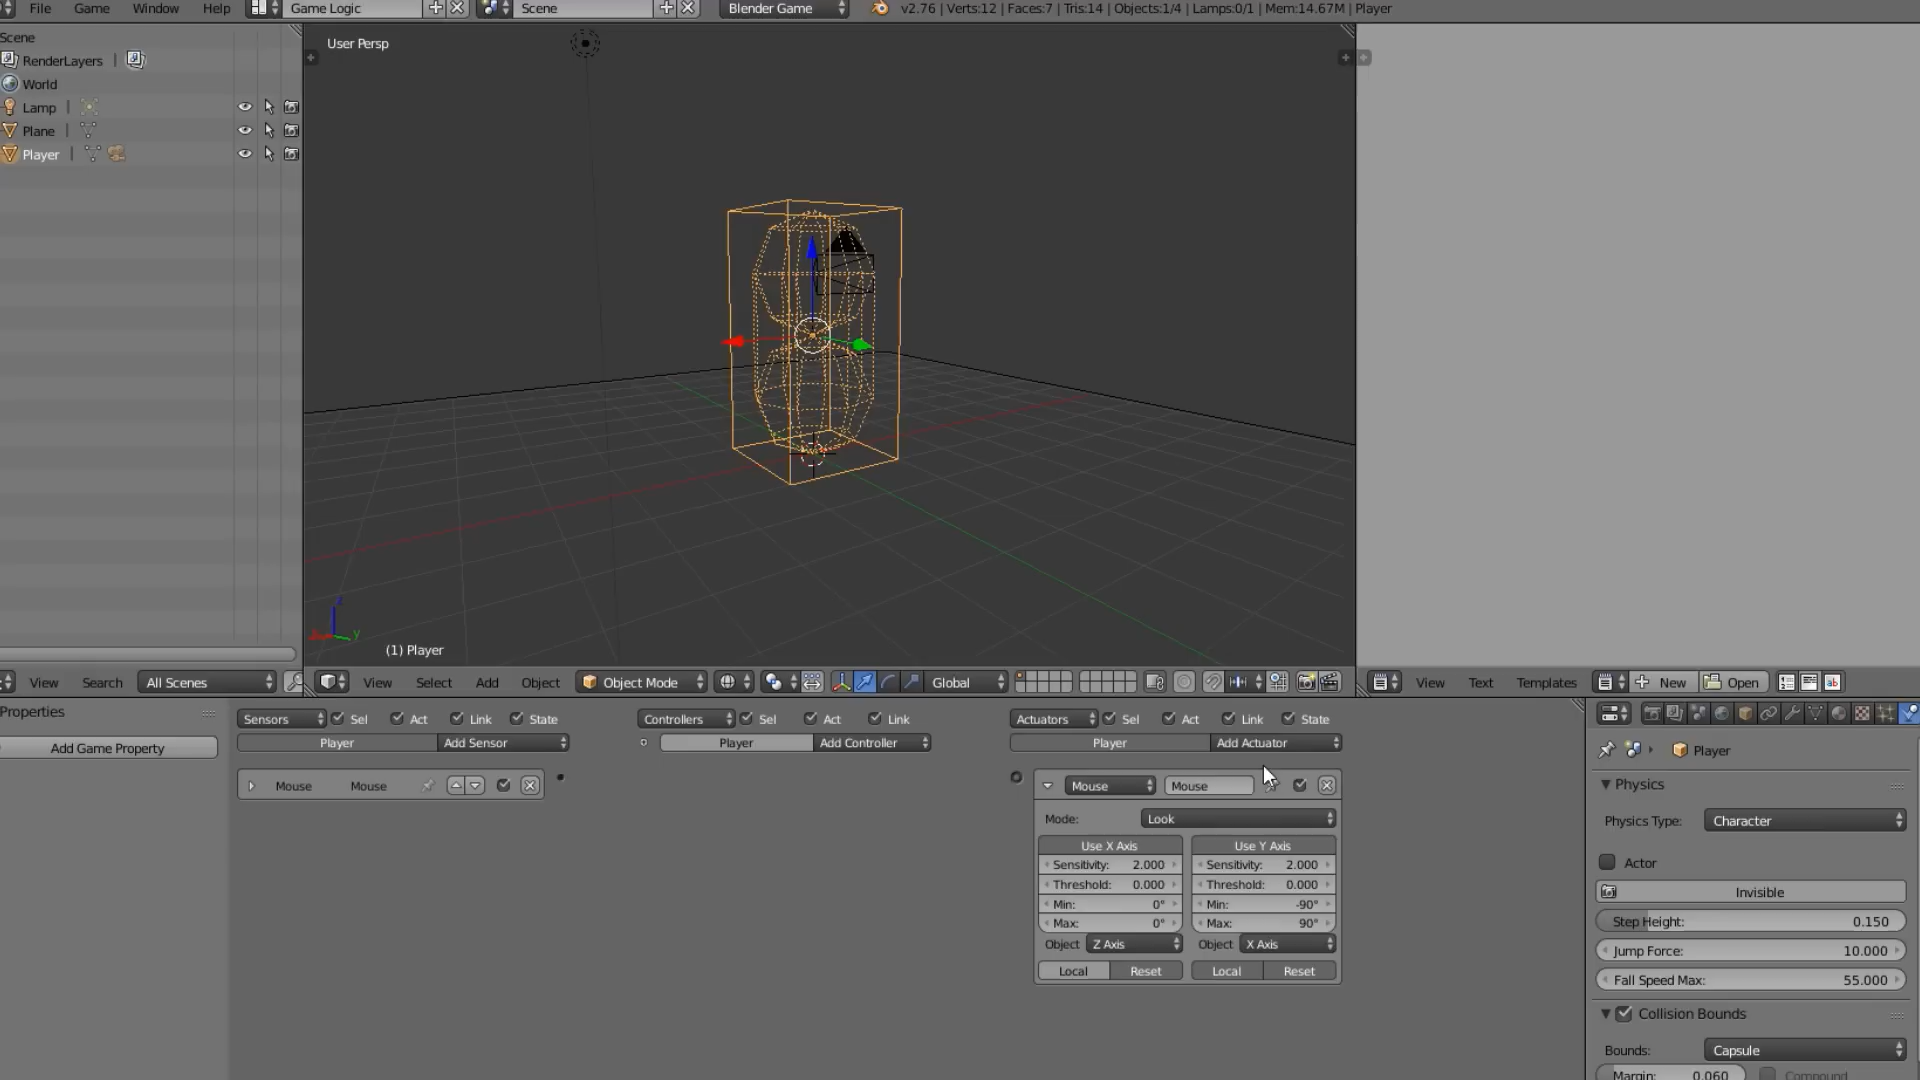 File Game Window Help Game Logic Scene Blender Game v2.76 | Verts:12 | Faces:7 | Tris:14 | Objects:1/4 | Lamps:0/1 | Mem:14.67M | Player
Scene
RenderLayers |
World
Lamp |
Plane |
Player |
User Persp
z
y
(1) Player
View Search All Scenes
View Select Add Object Object Mode Global
View Text Templates New Open
Properties
Add Game Property
Sensors Sel Act Link State
Player Add Sensor
Mouse Mouse
Controllers Sel Act Link
Player Add Controller
Actuators Sel Act Link State
Player Add Actuator
Mouse Mouse
Mode: Look
Use X Axis Use Y Axis
Sensitivity: 2.000 Sensitivity: 2.000
Threshold: 0.000 Threshold: 0.000
Min: 0° Min: -90°
Max: 0° Max: 90°
Object Z Axis Object X Axis
Local Reset Local Reset
Player
Physics
Physics Type: Character
Actor
Invisible
Step Height: 0.150
Jump Force: 10.000
Fall Speed Max: 55.000
Collision Bounds
Bounds: Capsule
Margin: 0.060 Compound